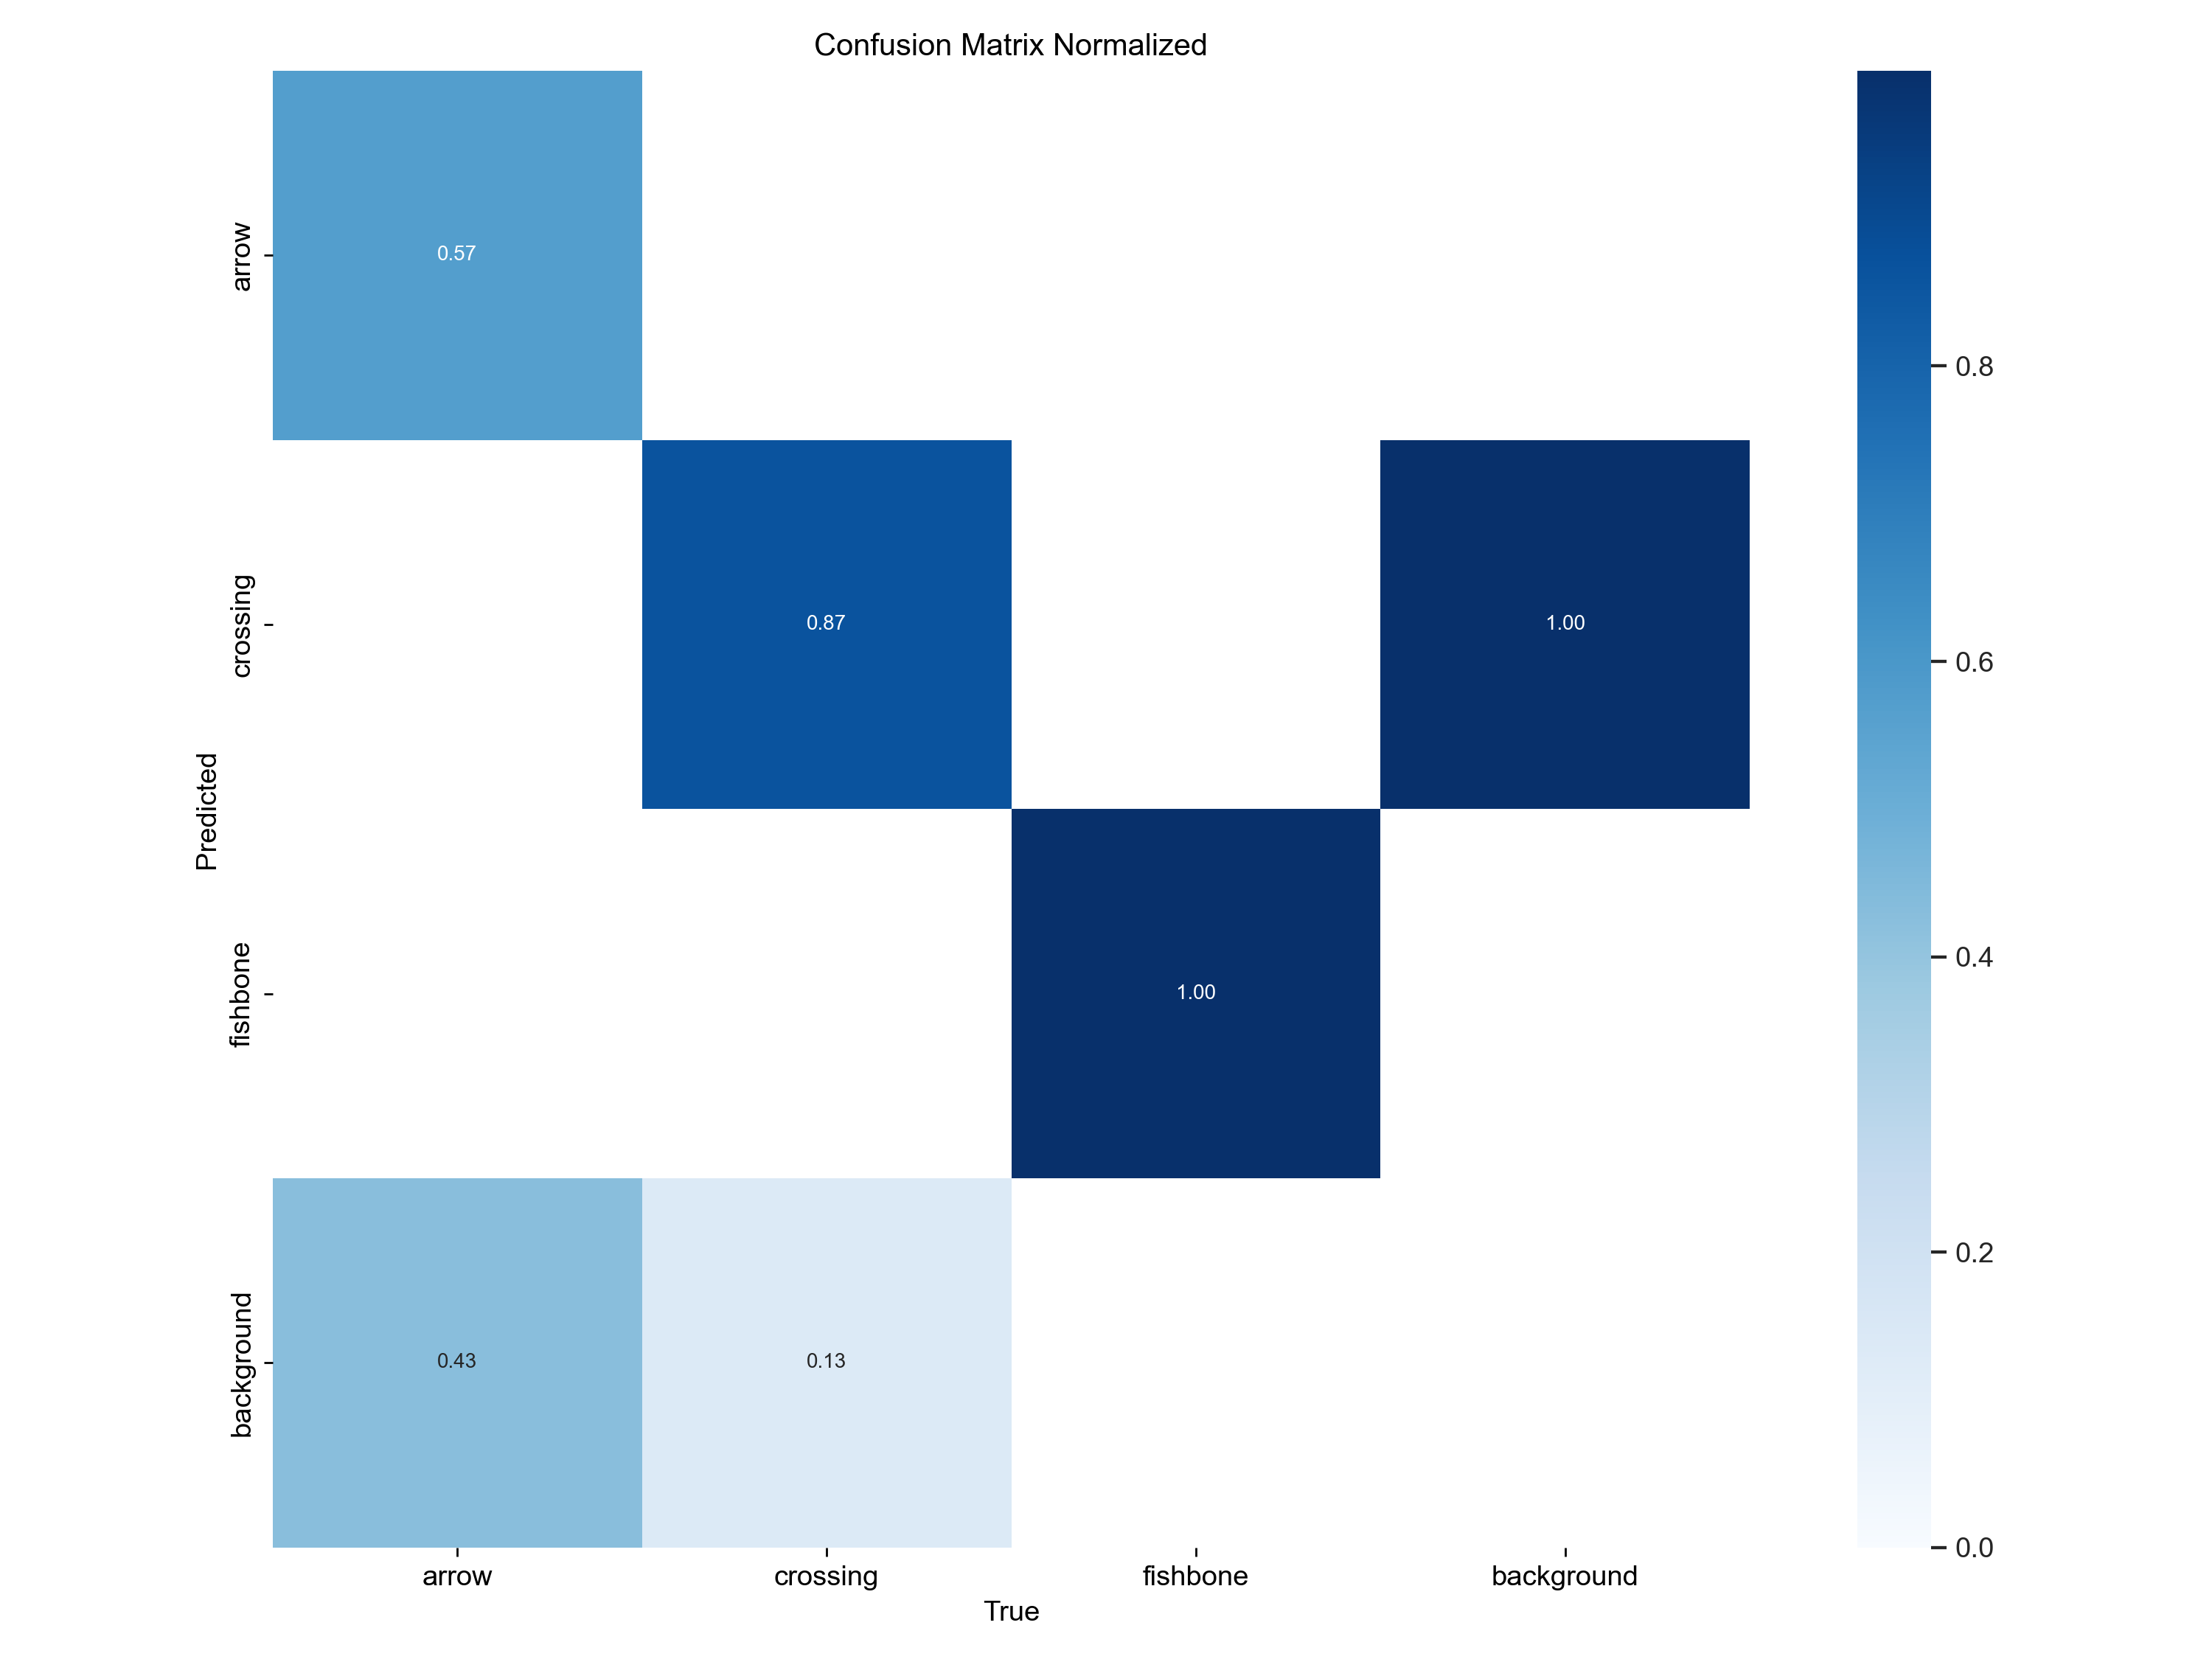 Confusion Matrix Normalized
arrow
0.57
0.8
crossing
0.87
1.00
0.6
Predicted
fishbone
1.00
0.4
background
0.43
0.13
0.2
0.0
arrow
crossing
fishbone
background
True